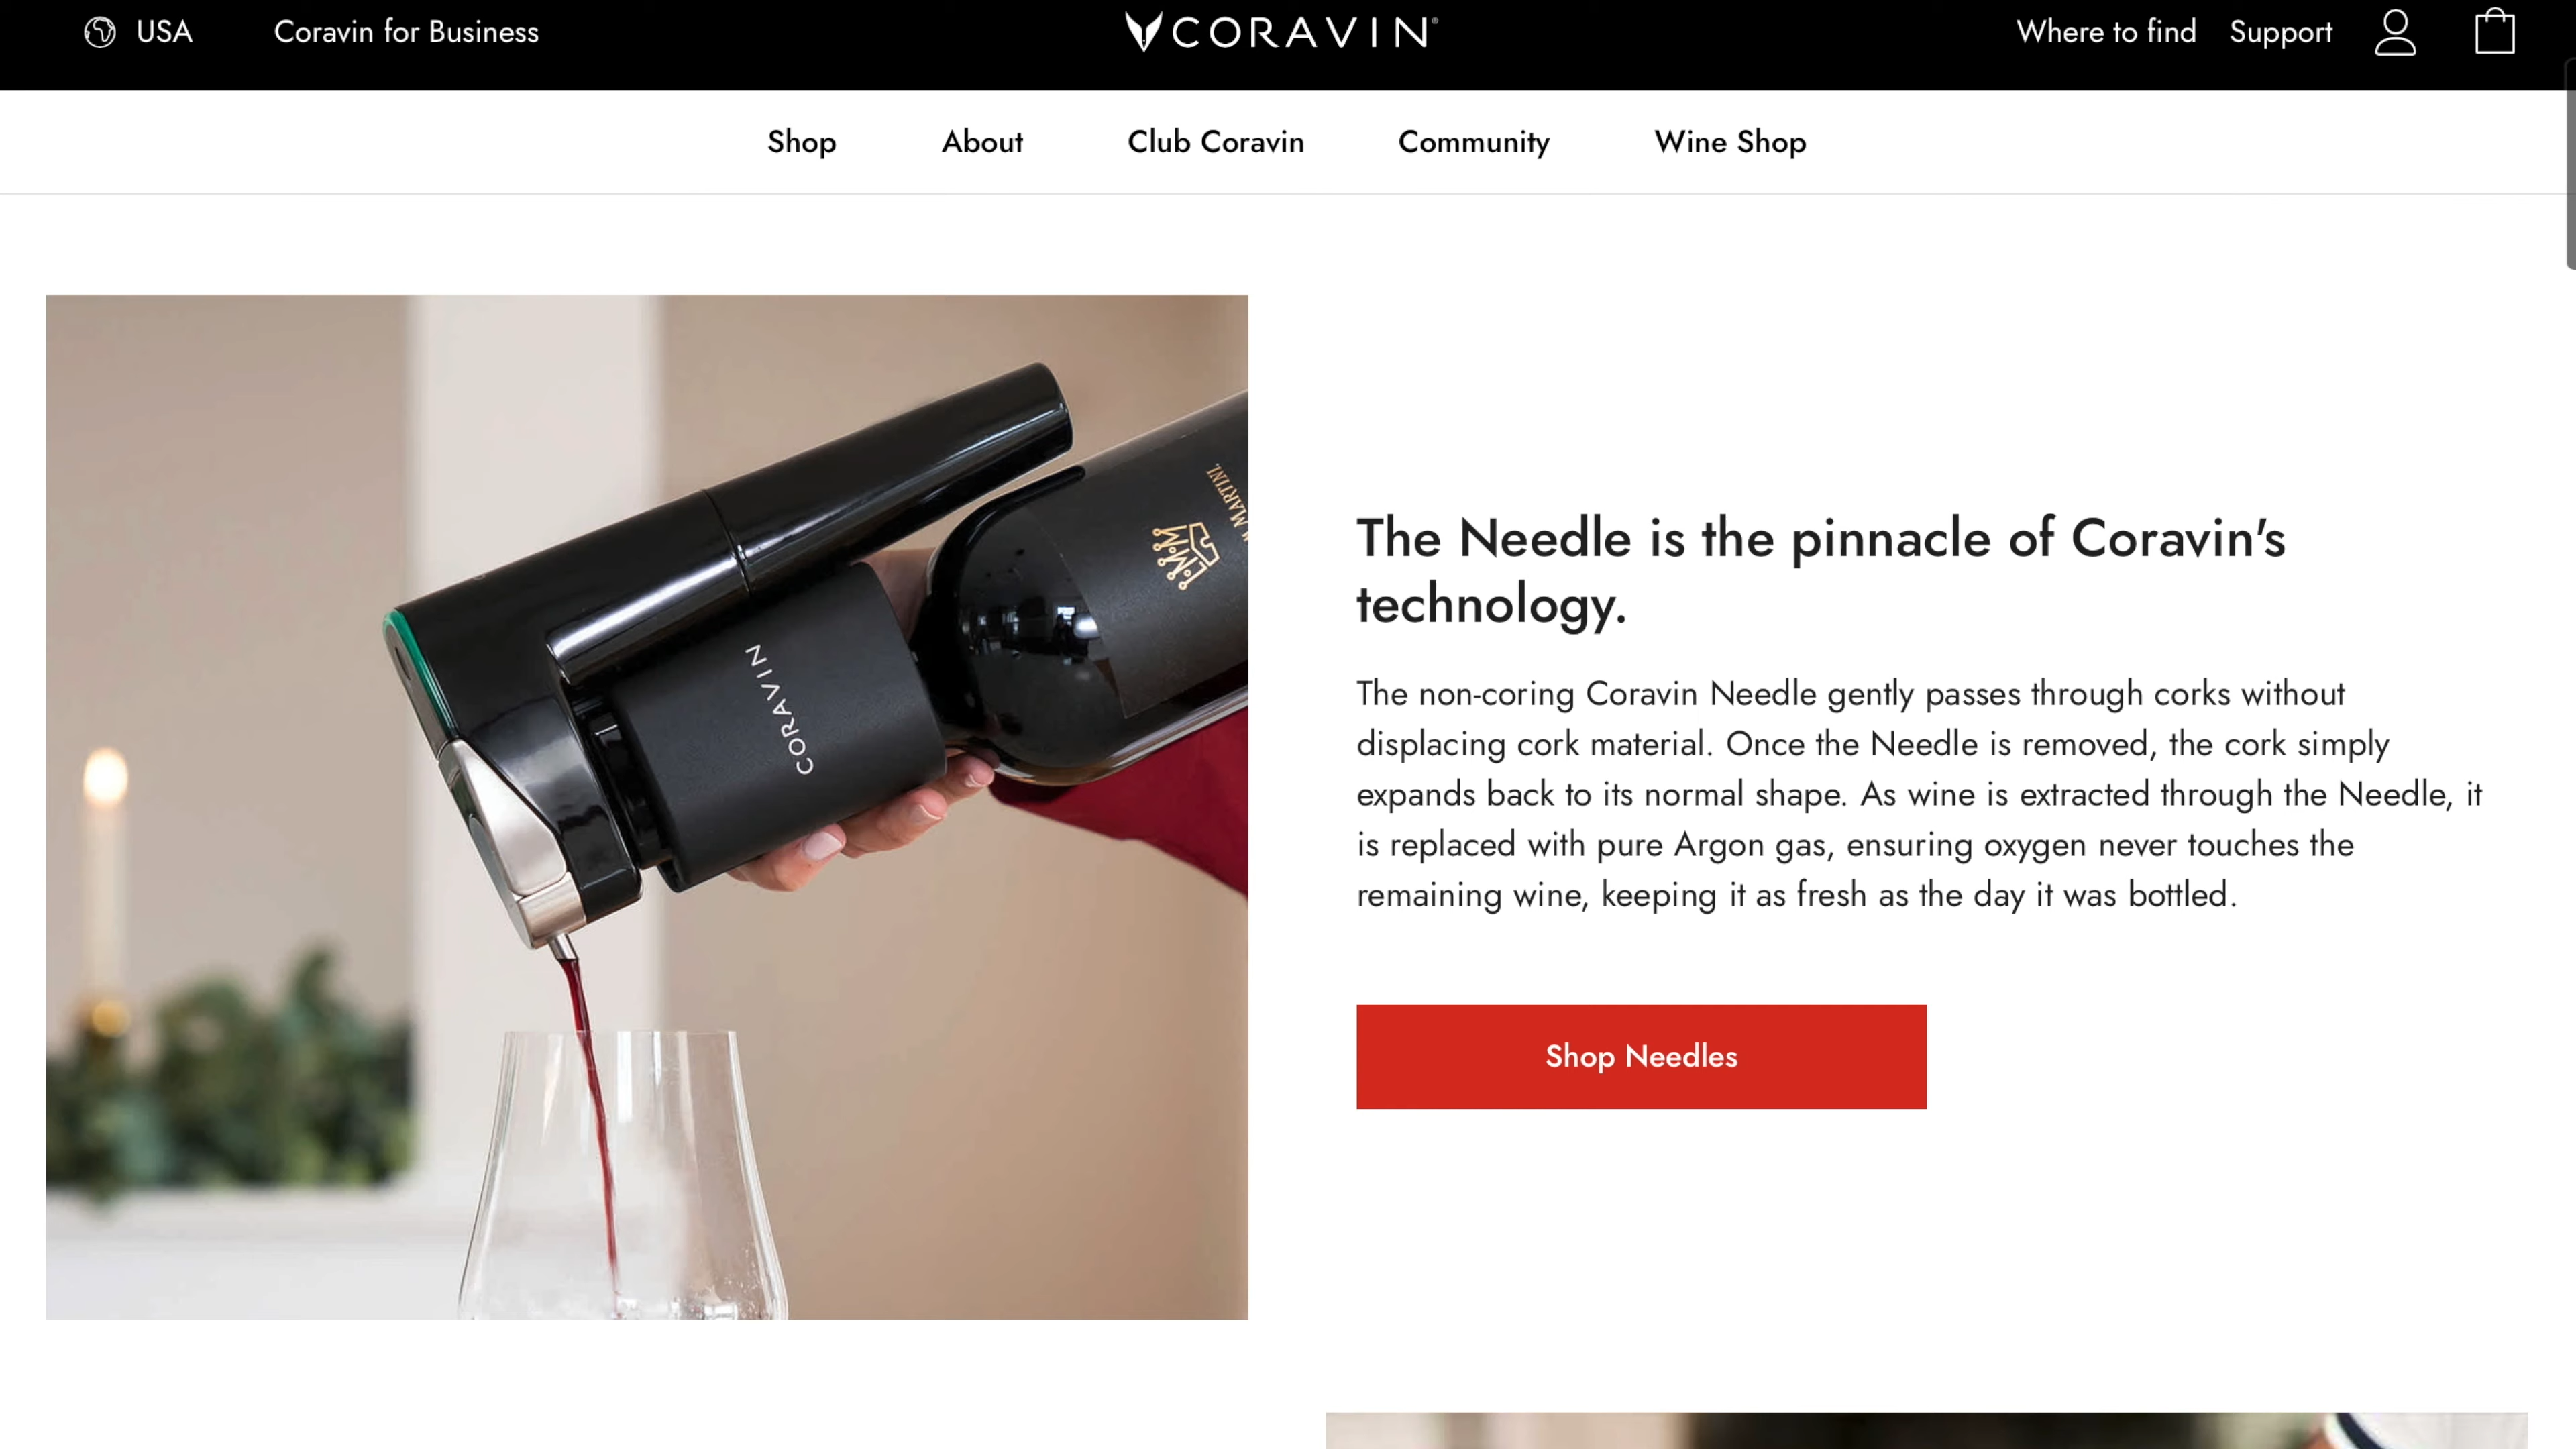 USA
Coravin for Business
CORAVIN®
Where to find
Support
Shop
About
Club Coravin
Community
Wine Shop
CORAVIN
MARTINI.
The Needle is the pinnacle of Coravin's
technology.
The non-coring Coravin Needle gently passes through corks without
displacing cork material. Once the Needle is removed, the cork simply
expands back to its normal shape. As wine is extracted through the Needle, it
is replaced with pure Argon gas, ensuring oxygen never touches the
remaining wine, keeping it as fresh as the day it was bottled.
Shop Needles